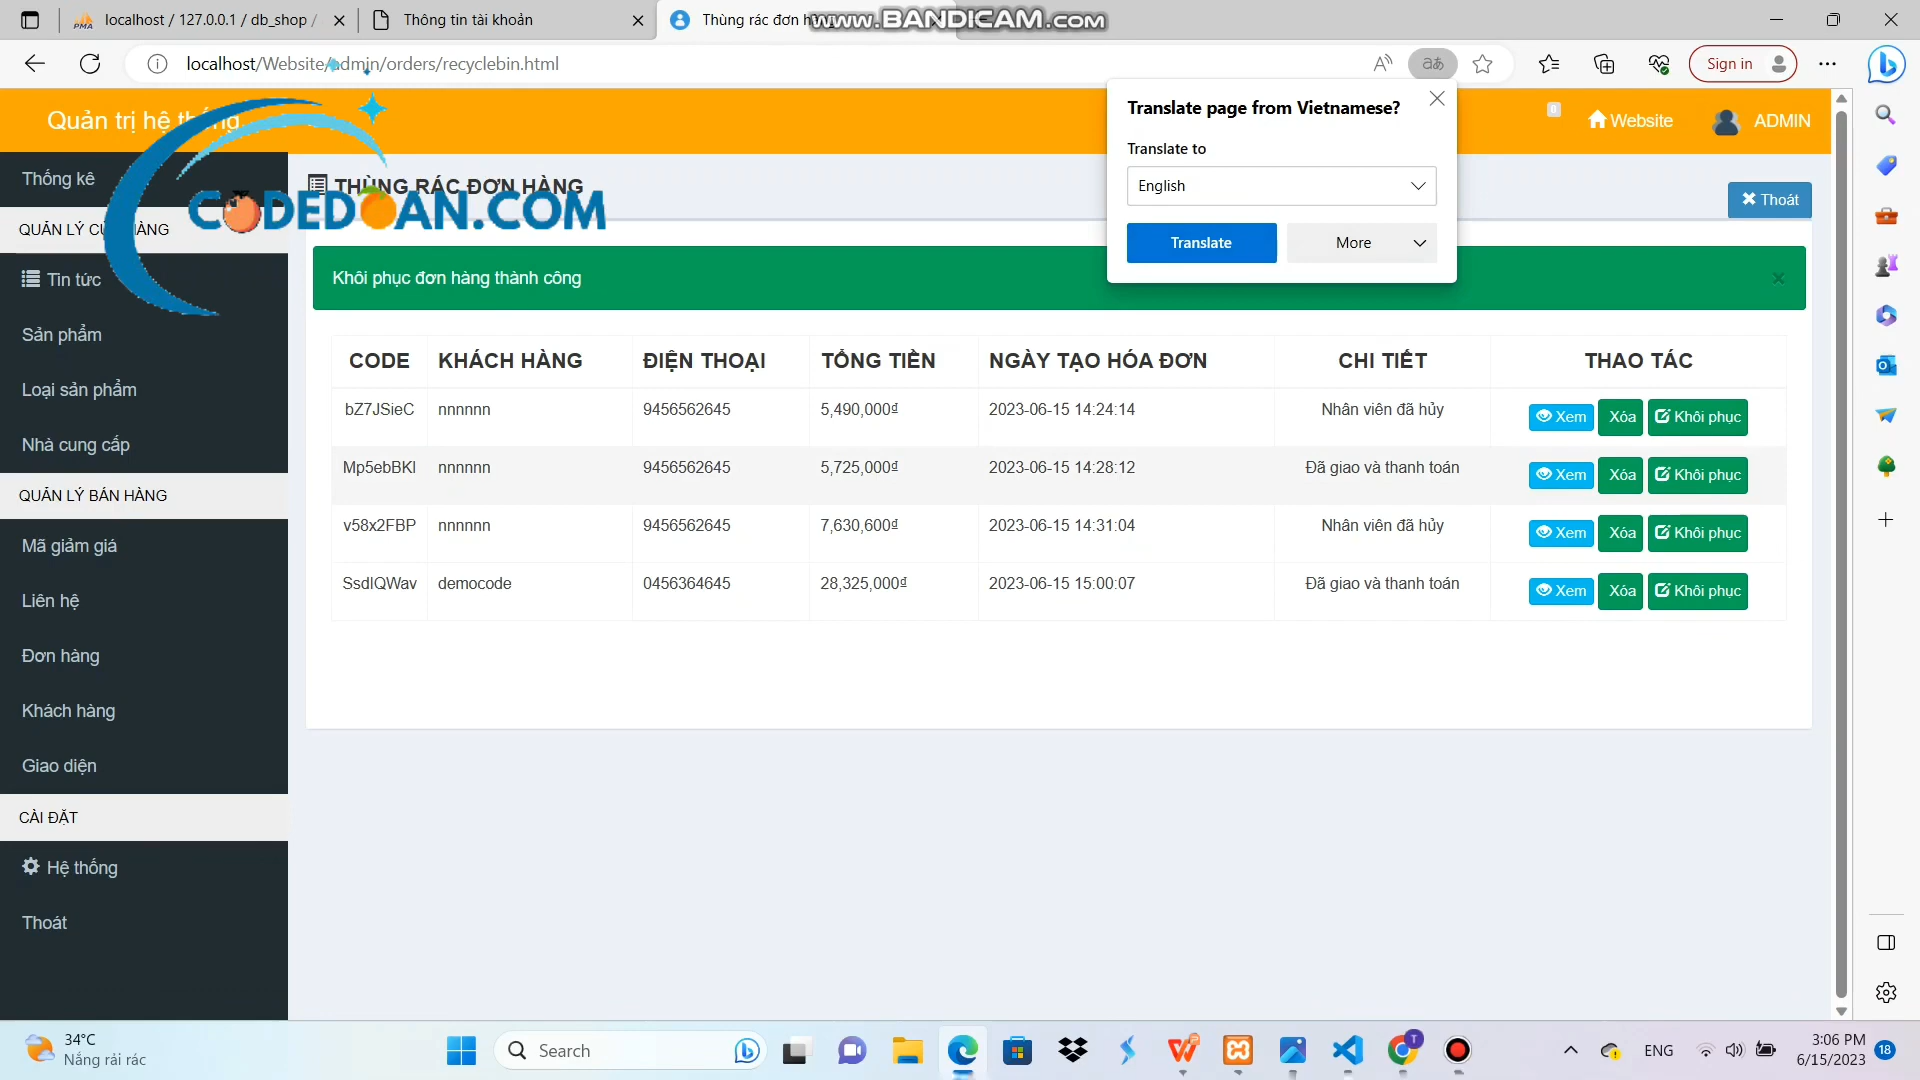 localhost / 127.0.0.1 / db_shop /
Thông tin tài khoản
Thùng rác đơn hàng
www.BANDICAM.com
localhost/Website/admin/orders/recyclebin.html
Sign in
Quản trị hệ thống
Translate page from Vietnamese?
Translate to
English
Translate
More
0
Website
ADMIN
CODEDOAN.COM
Thống kê
THÙNG RÁC ĐƠN HÀNG
Thoát
QUẢN LÝ CỬA HÀNG
Khôi phục đơn hàng thành công
×
Tin tức
Sản phẩm
Loại sản phẩm
Nhà cung cấp
QUẢN LÝ BÁN HÀNG
Mã giảm giá
Liên hệ
Đơn hàng
Khách hàng
Giao diện
CÀI ĐẶT
Hệ thống
Thoát
CODE KHÁCH HÀNG ĐIỆN THOẠI TỔNG TIỀN NGÀY TẠO HÓA ĐƠN CHI TIẾT THAO TÁC
bZ7JSieC nnnnnn 9456562645 5,490,000₫ 2023-06-15 14:24:14 Nhân viên đã hủy Xem Xóa Khôi phục
Mp5ebBKl nnnnnn 9456562645 5,725,000₫ 2023-06-15 14:28:12 Đã giao và thanh toán Xem Xóa Khôi phục
v58x2FBP nnnnnn 9456562645 7,630,600₫ 2023-06-15 14:31:04 Nhân viên đã hủy Xem Xóa Khôi phục
SsdlQWav democode 0456364645 28,325,000₫ 2023-06-15 15:00:07 Đã giao và thanh toán Xem Xóa Khôi phục
34°C
Nắng rải rác
Search
T
ENG
3:06 PM
6/15/2023
18